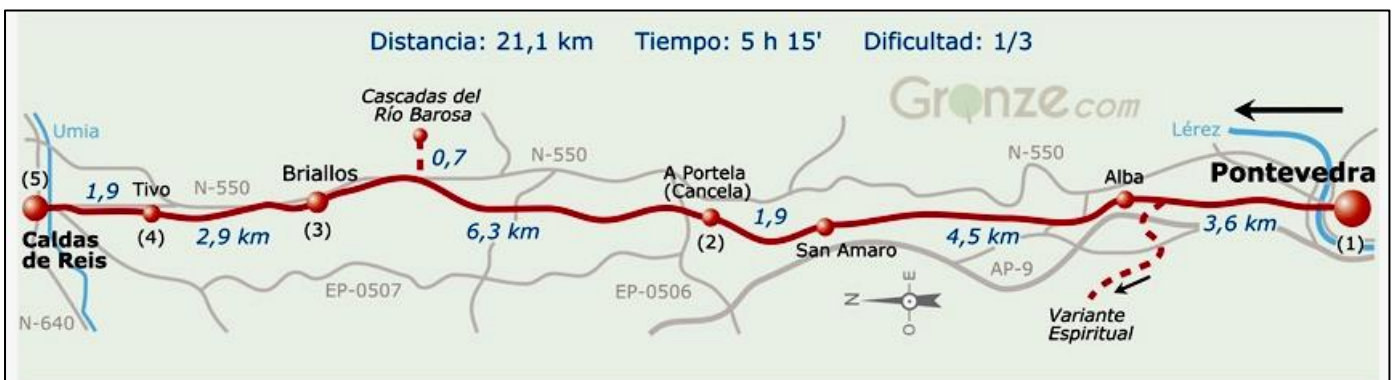 Distancia: 21,1 km Tiempo: 5 h 15' Dificultad: 1/3
Gronze.com
Cascadas del
Río Barosa
0,7
Umia
Lérez
N-550
N-550
N-550
(5)
1,9
Tivo
Briallos
A Portela
(Cancela)
Alba
Pontevedra
(4)
2,9 km
(3)
6,3 km
(2)
1,9
San Amaro
4,5 km
3,6 km
(1)
Caldas
de Reis
N-640
EP-0507
EP-0506
AP-9
N
E
O
Variante
Espiritual